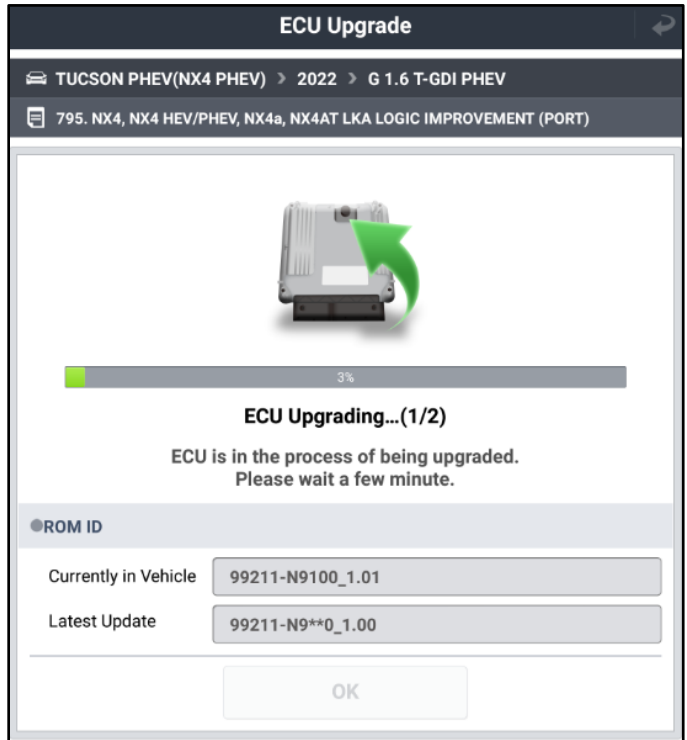 ECU Upgrade
TUCSON PHEV(NX4 PHEV) > 2022 > G 1.6 T-GDI PHEV
795. NX4, NX4 HEV/PHEV, NX4a, NX4AT LKA LOGIC IMPROVEMENT (PORT)
3%
ECU Upgrading...(1/2)
ECU is in the process of being upgraded.
Please wait a few minute.
ROM ID
Currently in Vehicle 99211-N9100_1.01
Latest Update 99211-N9**0_1.00
OK